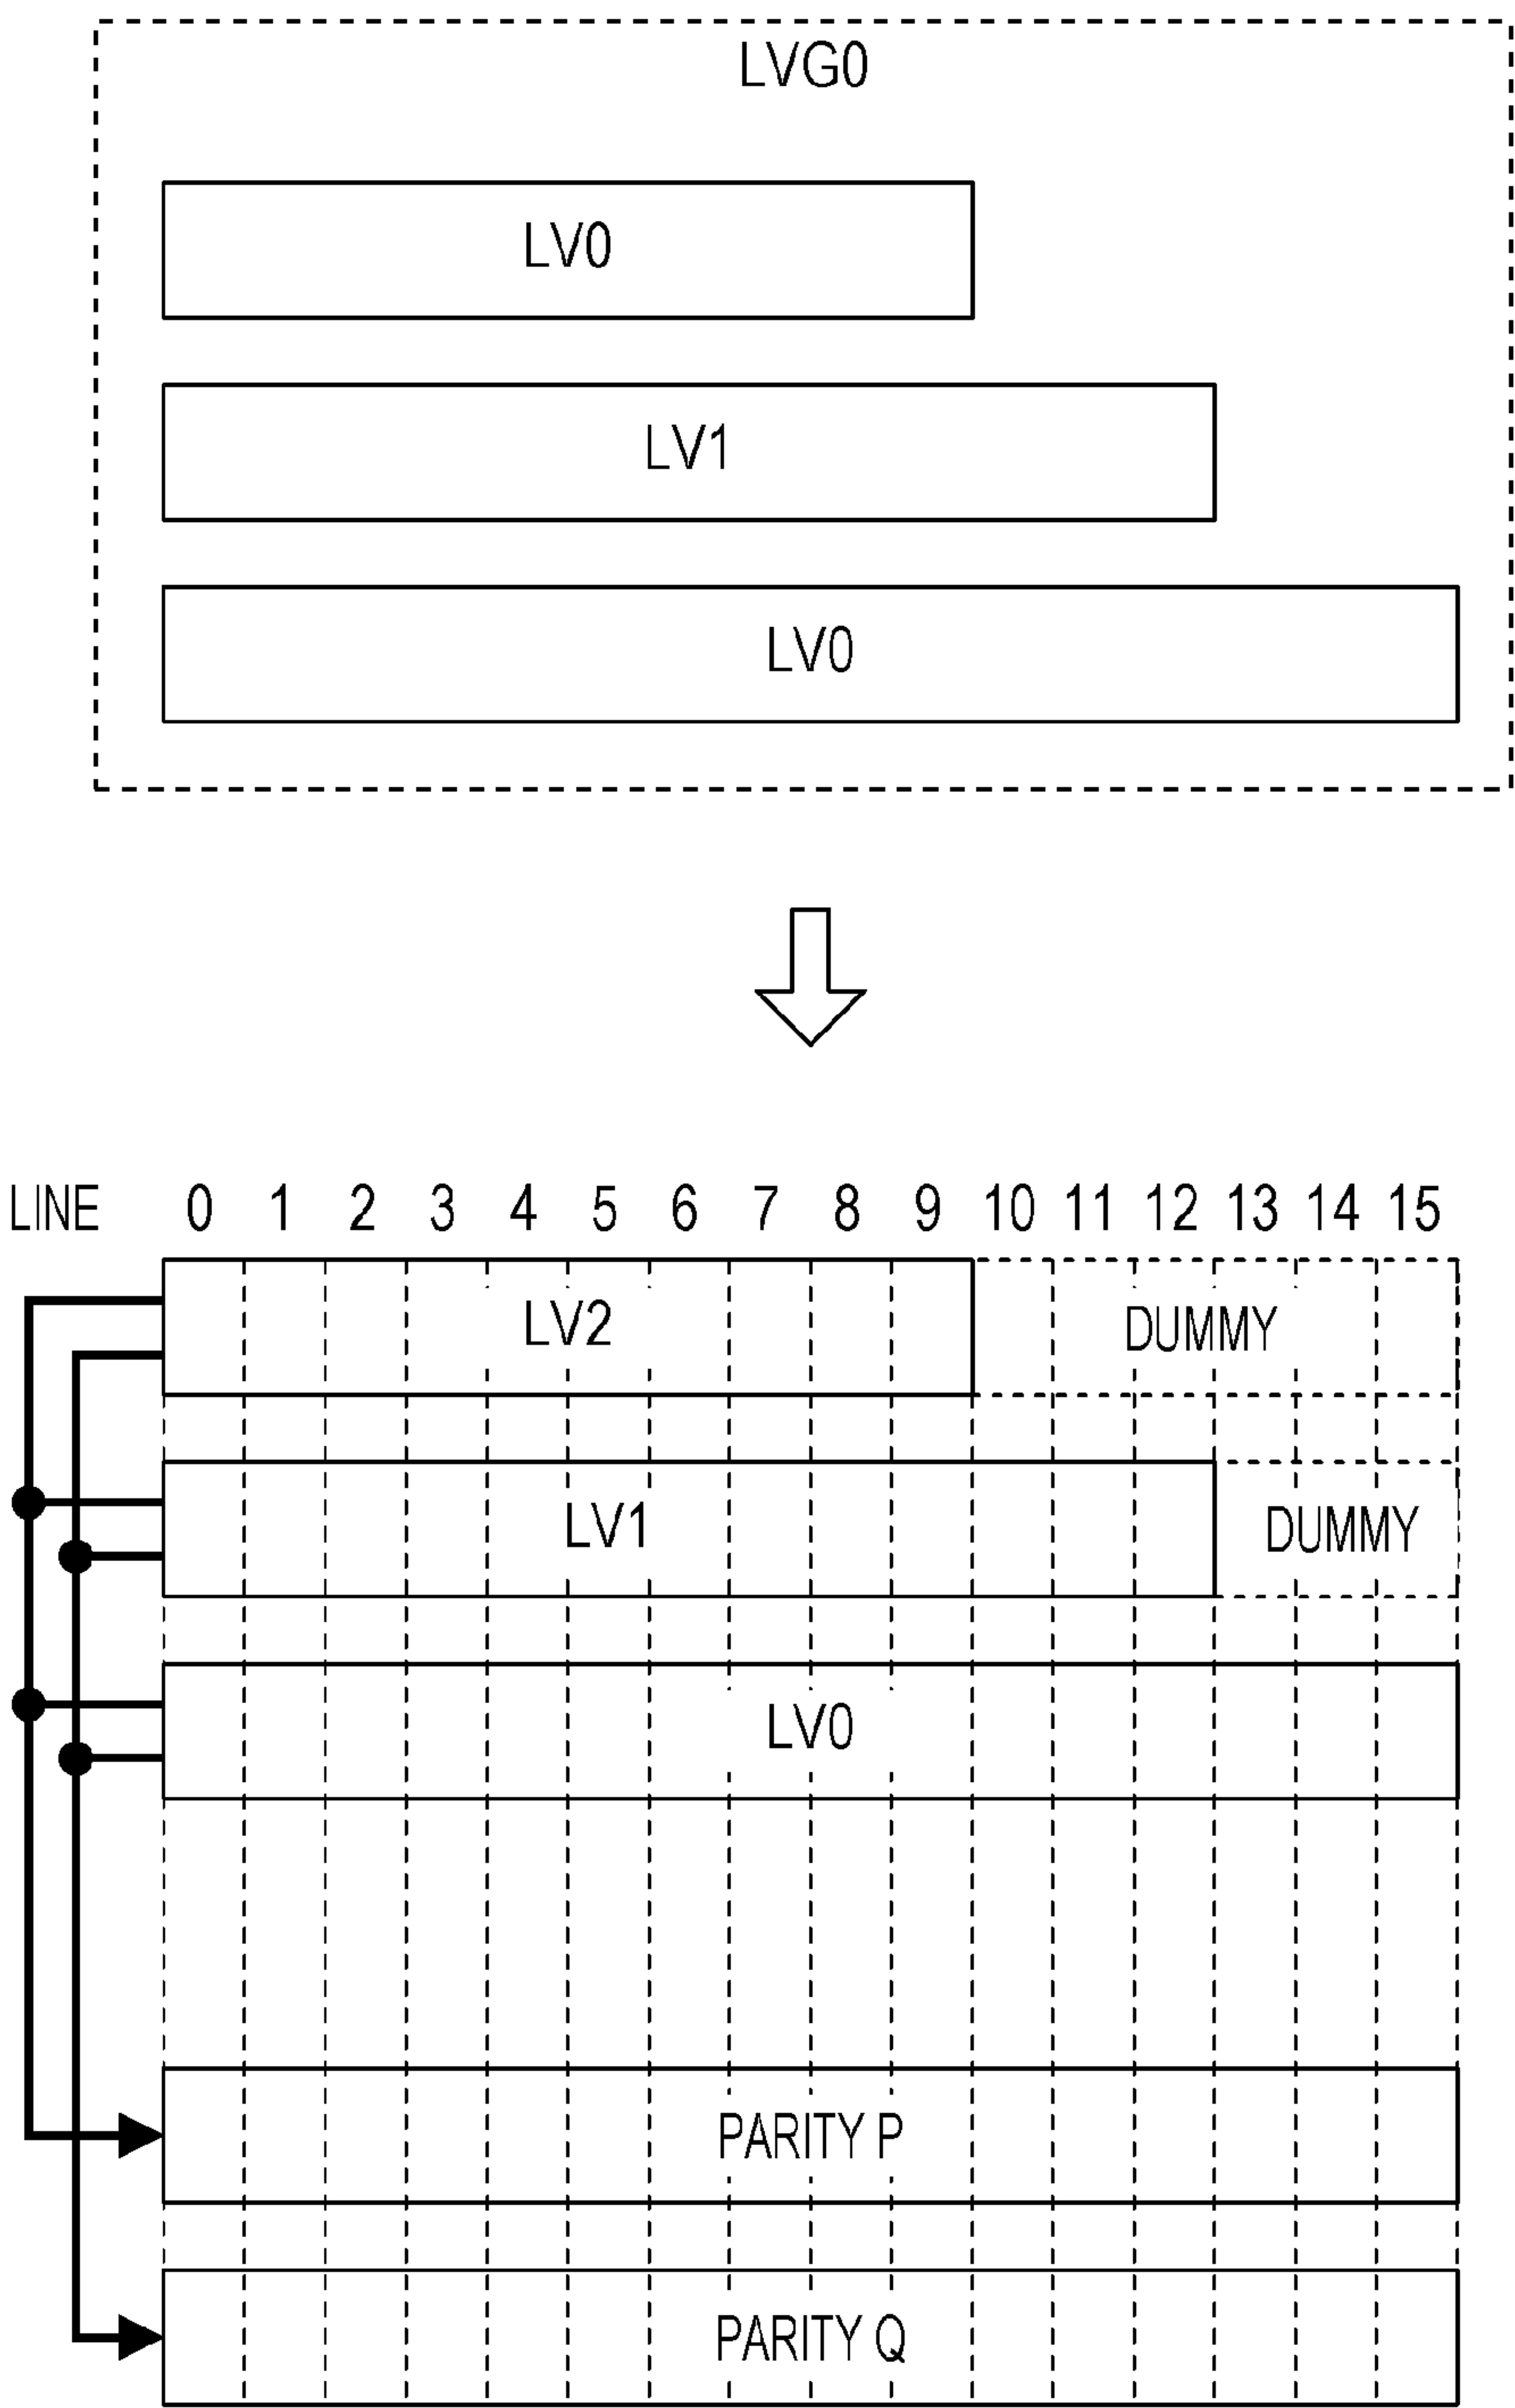 LVG0
LV0
LV1
LV0
LINE 0 1 2 3 4 5 6 7 8 9 10 11 12 13 14 15
LV2 DUMMY
LV1 DUMMY
LV0
PARITY P
PARITY Q